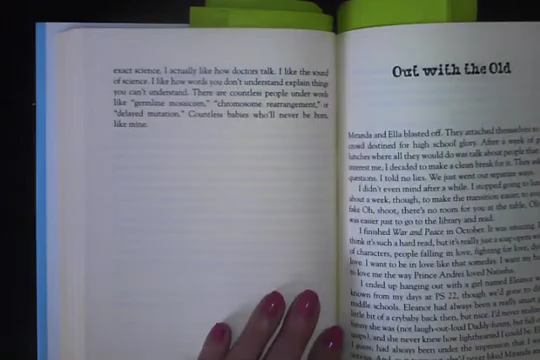 exact science. I actually like how doctors talk. I like the sound
of science. I like how words you don't understand explain things
you can't understand. There are countless people under words
like "germline mosaicism," "chromosome rearrangement," or
"delayed mutation." Countless babies who'll never be born,
like mine.
Out with the Old
Miranda and Ella blasted off. They attached themselves to
crowd destined for high school glory. After a week of
lunches where all they would do was talk about people that
interest me, I decided to make a clean break for it. They
questions. I told no lies. We just went our separate ways.
I didn't even mind after a while. I stopped going to
about a week, though, to make the transition easier, to
fake Oh, shoot, there's no room for you at the table,
was easier just to go to the library and read.
I finished War and Peace in October. It was amazing.
think it's such a hard read, but it's really just a soap opera
of characters, people falling in love, fighting for love,
love. I want to be in love like that someday. I want my
to love me the way Prince Andrei loved Natasha.
I ended up hanging out with a girl named Eleanor
known from my days at PS 22, though we'd gone to
middle schools. Eleanor had always been a really smart
little bit of a crybaby back then, but nice. I'd never
funny she was (not laugh-out-loud Daddy-funny, but full of
and she never knew how lighthearted I could be.
I guess, had always been under the impression that I